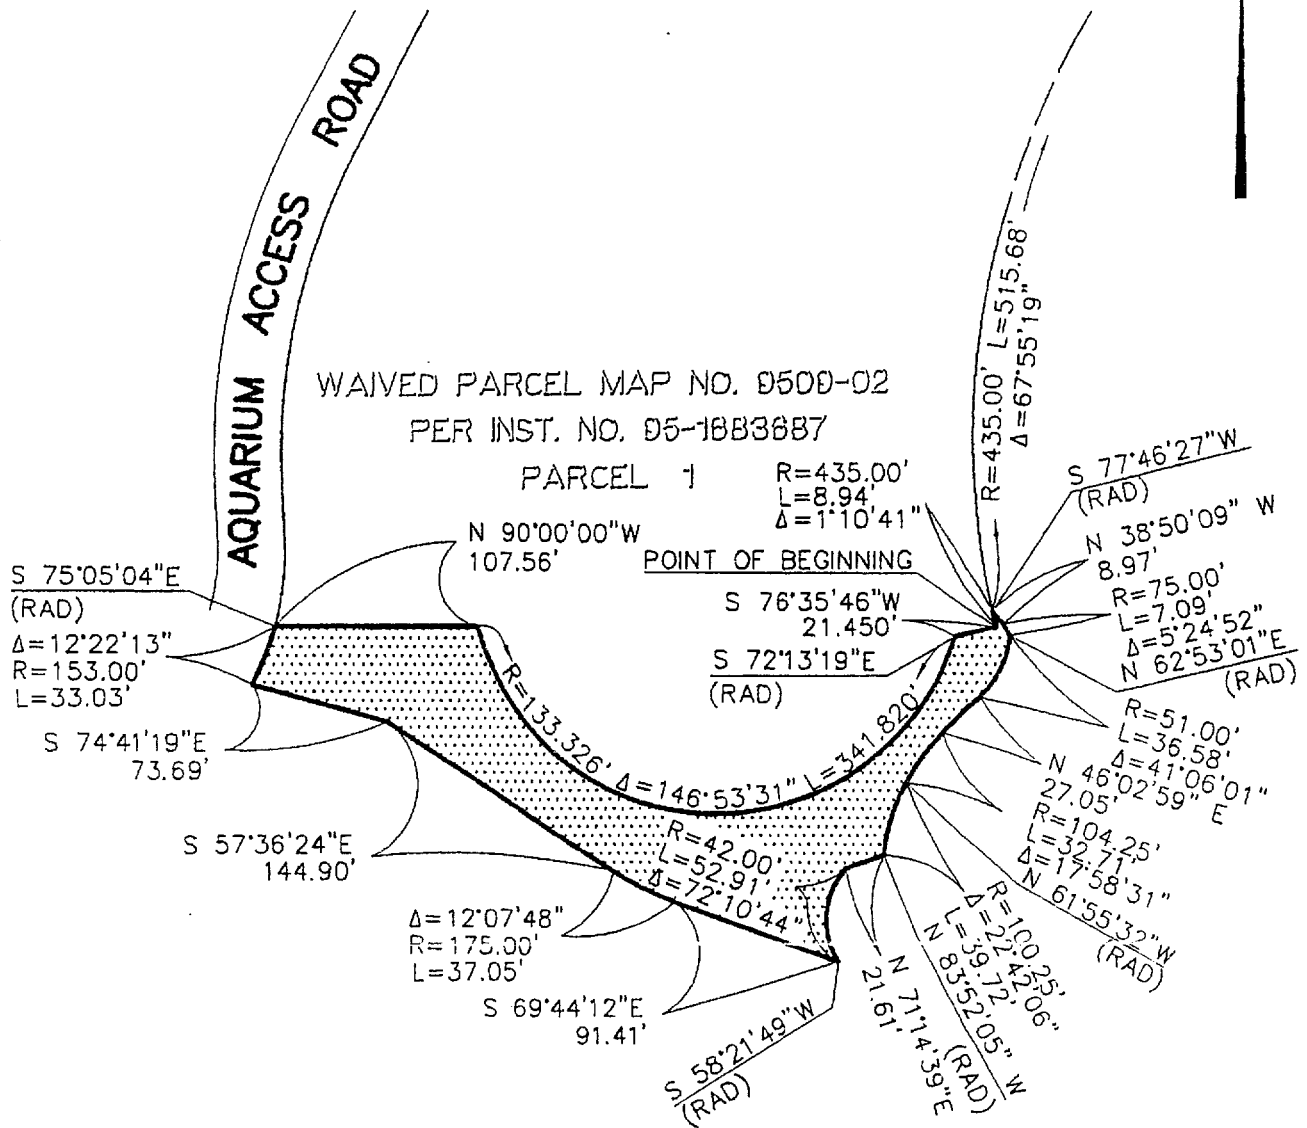 AQUARIUM ACCESS ROAD
WAIVED PARCEL MAP NO. 9500-02
PER INST. NO. 95-1883687
PARCEL 1
R=435.00' L=515.68'
Δ=67°55'19"
R=435.00'
L=8.94'
Δ=1°10'41"
S 77°46'27"W
(RAD)
N 38°50'09" W
8.97'
R=75.00'
L=7.09'
Δ=5°24'52"
N 62°53'01"E
(RAD)
N 90°00'00"W
107.56'
POINT OF BEGINNING
S 76°35'46"W
21.450'
S 72°13'19"E
(RAD)
S 75°05'04"E
(RAD)
Δ=12°22'13"
R=153.00'
L=33.03'
S 74°41'19"E
73.69'
R=133.326' Δ=146°53'31" L=341.820'
R=51.00'
L=36.58'
Δ=41°06'01"
N 46°02'59" E
27.05'
R=104.25'
L=32.71'
Δ=17°58'31"
N 61°55'32"W
(RAD)
S 57°36'24"E
144.90'
R=42.00'
L=52.91'
Δ=72°10'44"
Δ=12°07'48"
R=175.00'
L=37.05'
S 69°44'12"E
91.41'
S 58°21'49"W
(RAD)
N 71°14'39"E
21.61'
R=100.25'
Δ=22°42'06"
L=39.72'
N 83°52'05" W
(RAD)